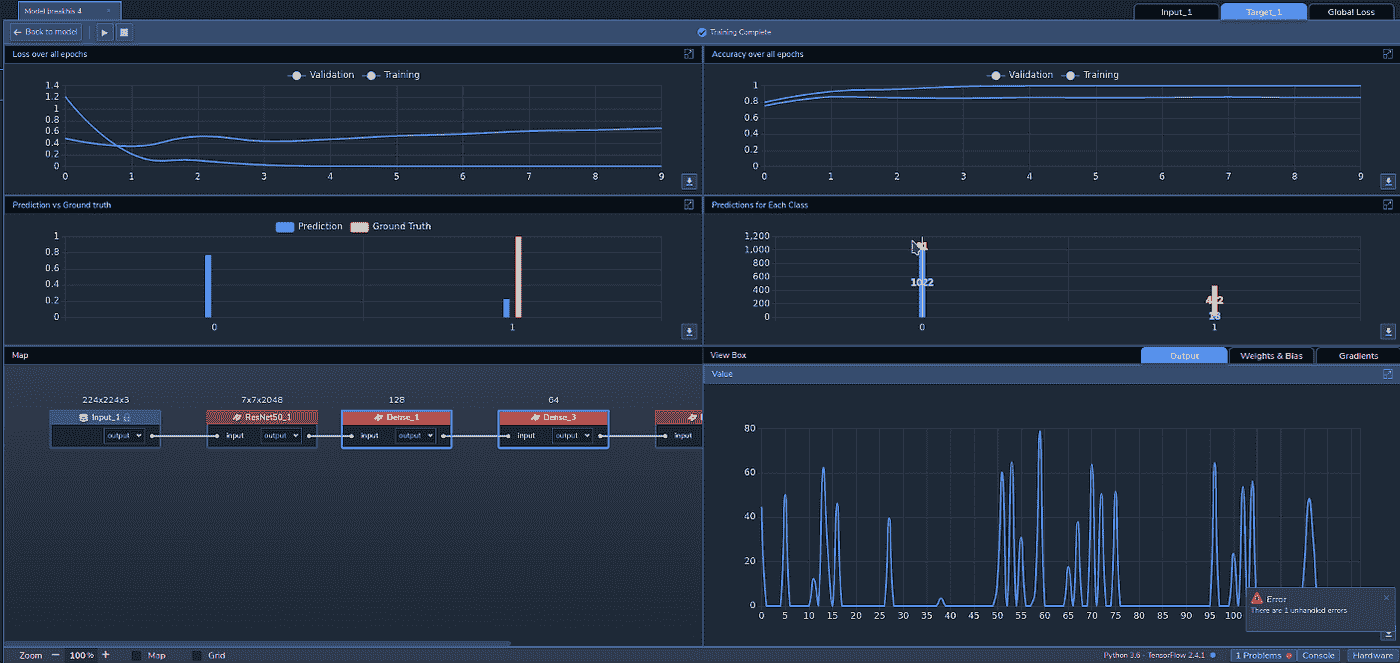 Model breakhis 4
Input_1
Target_1
Global Loss
Back to model
Training Complete
Loss over all epochs
Validation Training
1.4
1.2
1
0.8
0.6
0.4
0.2
0
0 1 2 3 4 5 6 7 8 9
Accuracy over all epochs
Validation Training
1
0.8
0.6
0.4
0.2
0
0 1 2 3 4 5 6 7 8 9
Prediction vs Ground truth
Prediction Ground Truth
1
0.8
0.6
0.4
0.2
0
0 1
Predictions for Each Class
1,200
1,000
800
600
400
200
0
1022
0 1
Map
224x224x3 7x7x2048 128 64
Input_1 ResNet50_1 Dense_1 Dense_3
output input output input output input output input
View Box
Output Weights & Bias Gradients
Value
80
60
40
20
0
0 5 10 15 20 25 30 35 40 45 50 55 60 65 70 75 80 85 90 95 100
Error
There are 1 unhandled errors
Zoom − 100% + Map Grid
Python 3.6 - TensorFlow 2.4.1 1 Problems Console Hardware